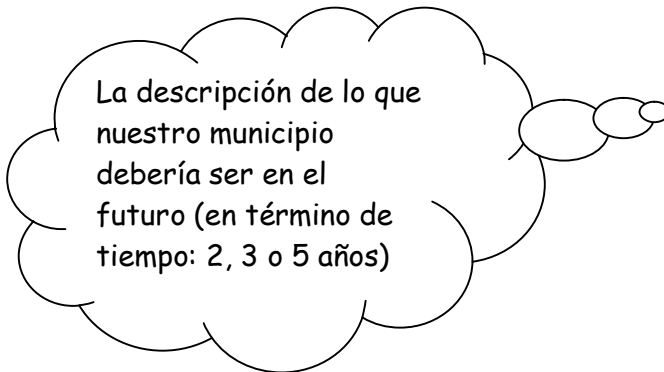 La descripción de lo que
nuestro municipio
debería ser en el
futuro (en término de
tiempo: 2, 3 o 5 años)